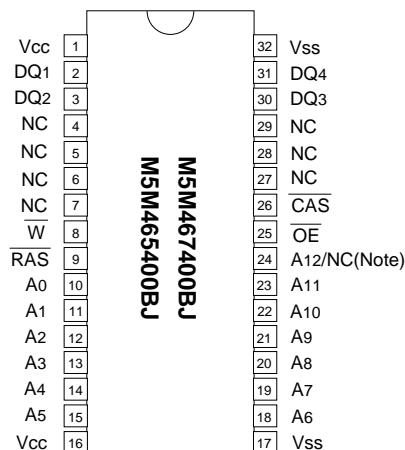 Vcc 1 32 Vss
DQ1 2 31 DQ4
DQ2 3 30 DQ3
NC 4 29 NC
NC 5 28 NC
NC 6 27 NC
NC 7 26 CAS
W 8 25 OE
RAS 9 24 A12/NC(Note)
A0 10 23 A11
A1 11 22 A10
A2 12 21 A9
A3 13 20 A8
A4 14 19 A7
A5 15 18 A6
Vcc 16 17 Vss
M5M467400BJ
M5M465400BJ